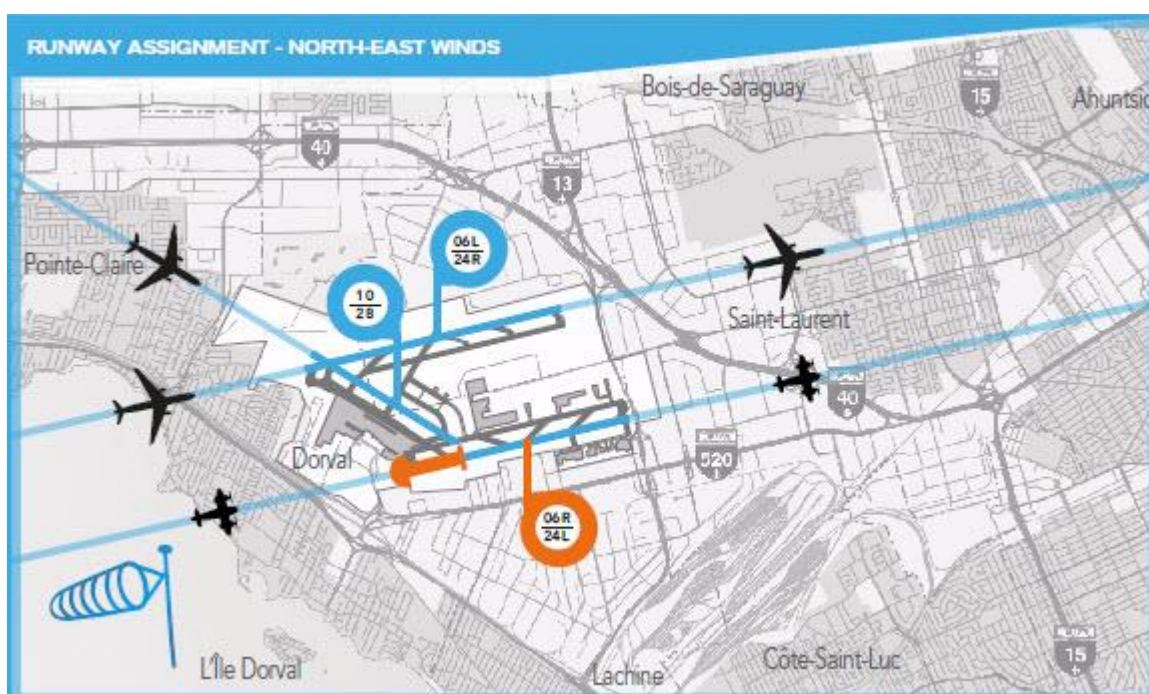 RUNWAY ASSIGNMENT - NORTH-EAST WINDS
Bois-de-Saraguay
15
Ahuntsic
40
13
06L
24R
Pointe-Claire
10
28
Saint-Laurent
40
Dorval
520
06R
24L
L'Île Dorval
Lachine
Côte-Saint-Luc
15